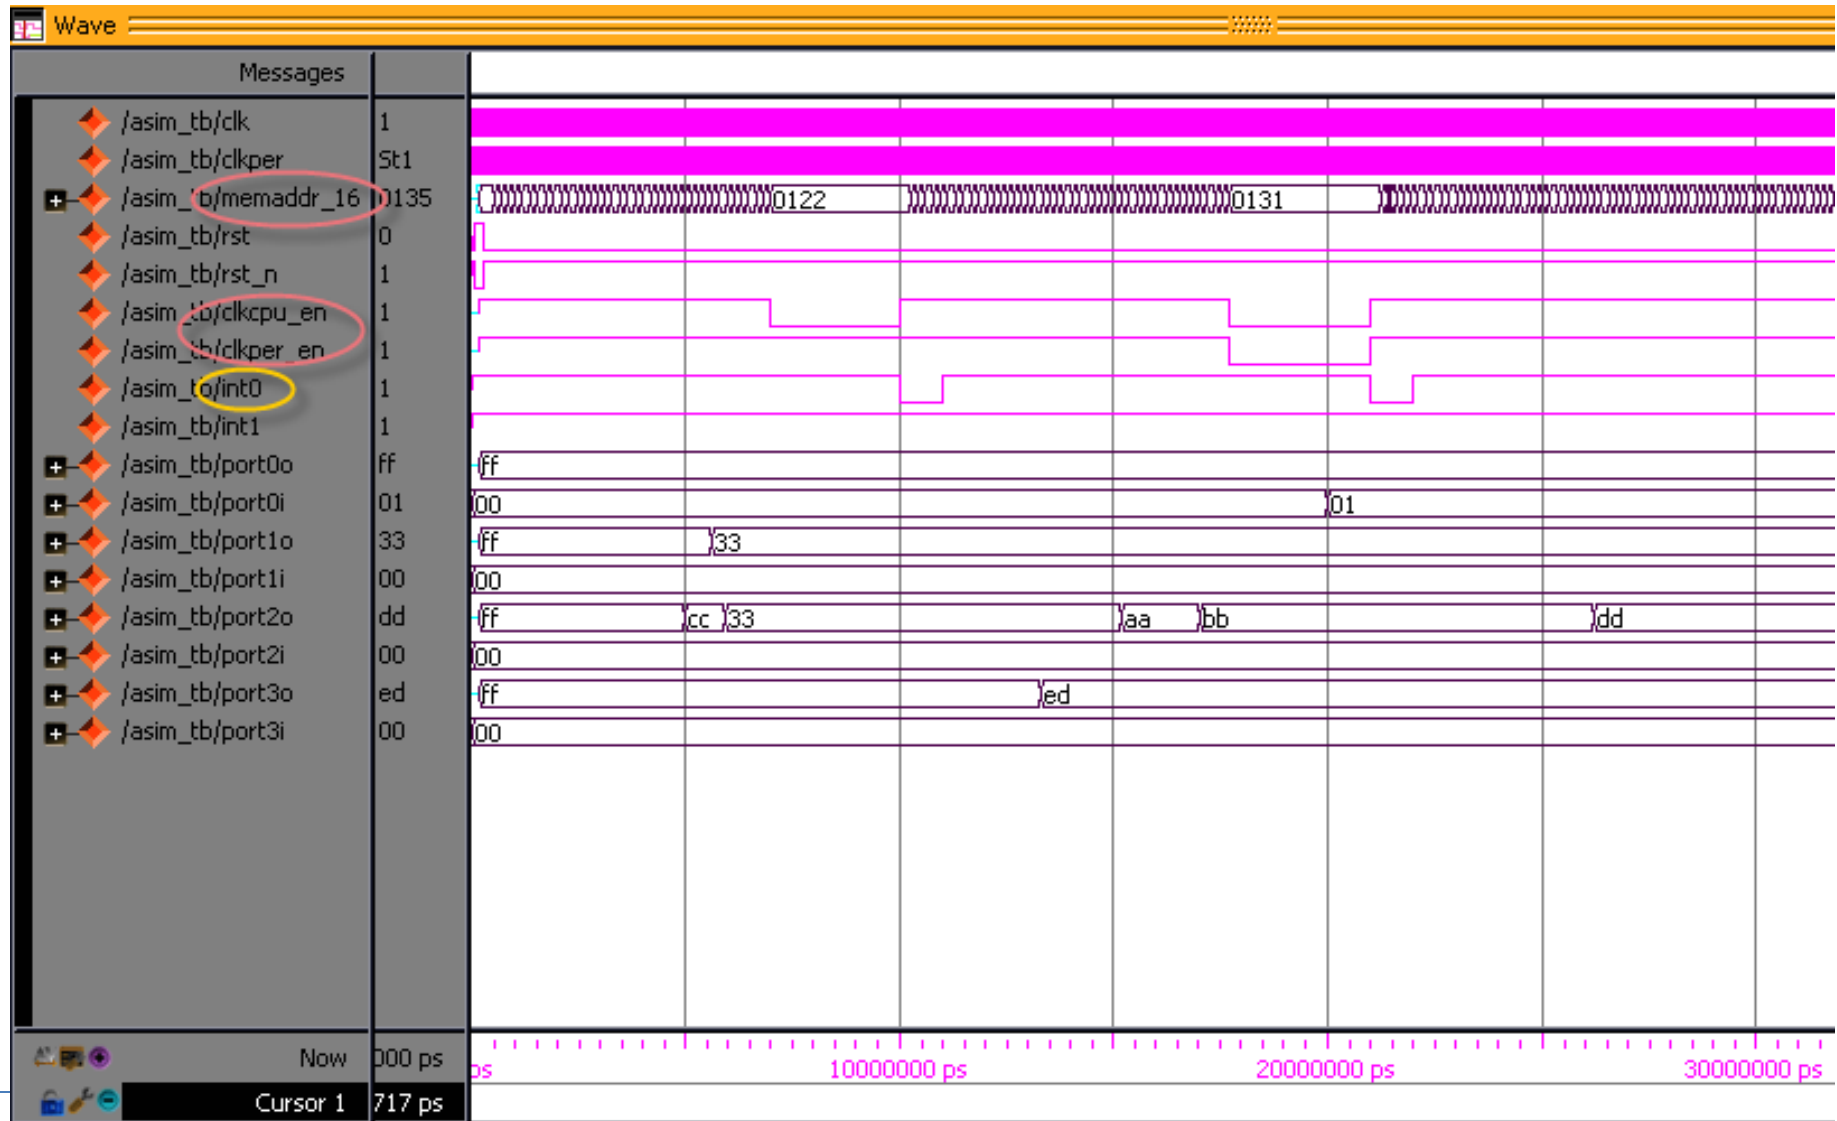 Wave
Messages
/asim_tb/clk 1
/asim_tb/clkper St1
/asim_tb/memaddr_16 0135 0122 0131
/asim_tb/rst 0
/asim_tb/rst_n 1
/asim_tb/clkcpu_en 1
/asim_tb/clkper_en 1
/asim_tb/int0 1
/asim_tb/int1 1
/asim_tb/port0o ff ff
/asim_tb/port0i 01 00 01
/asim_tb/port1o 33 ff 33
/asim_tb/port1i 00 00
/asim_tb/port2o dd ff cc 33 aa bb dd
/asim_tb/port2i 00 00
/asim_tb/port3o ed ff ed
/asim_tb/port3i 00 00
Now 000 ps ps 10000000 ps 20000000 ps 30000000 ps
Cursor 1 717 ps